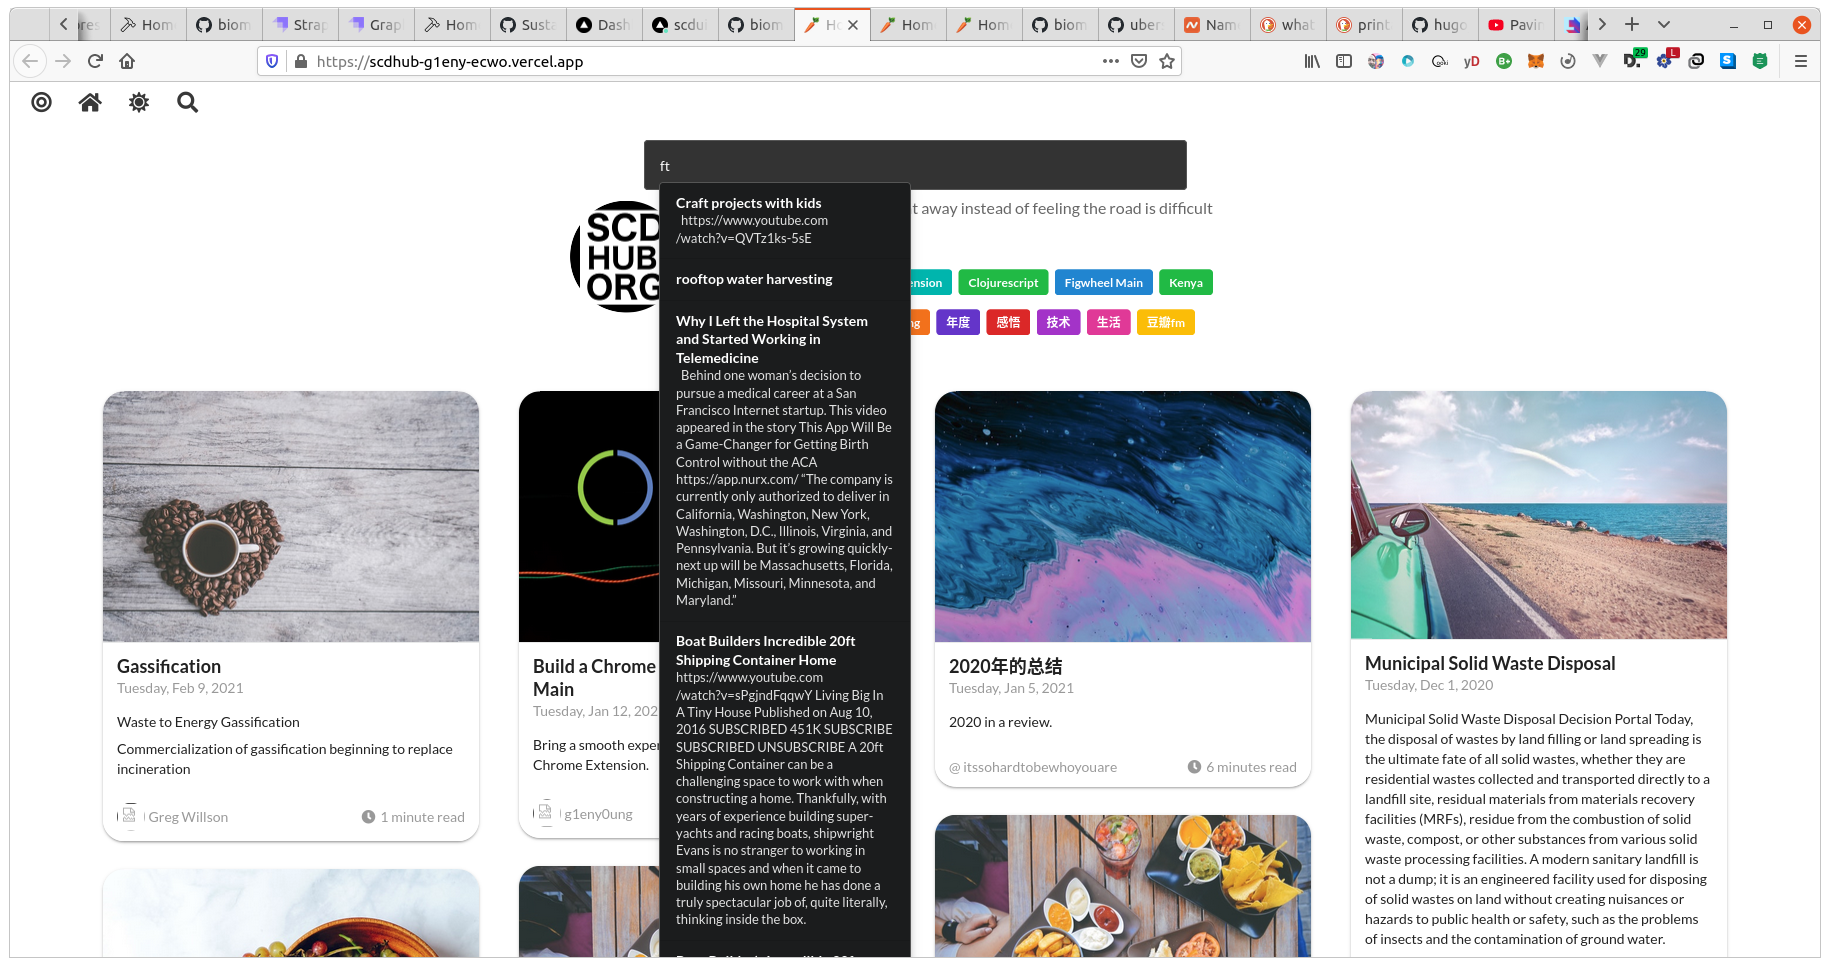 Home
biom
Strap
Grap
Home
Susta
Dash
scdui
biom
Home
Home
biom
uber
Name
what
print
hugo
Pavin
https://scdhub-g1eny-ecwo.vercel.app
yD
B+
29
L
S
ft
Craft projects with kids
https://www.youtube.com
/watch?v=QVTz1ks-5sE
rooftop water harvesting
Why I Left the Hospital System
and Started Working in
Telemedicine
Behind one woman’s decision to
pursue a medical career at a San
Francisco Internet startup. This video
appeared in the story This App Will Be
a Game-Changer for Getting Birth
Control without the ACA
https://app.nurx.com/ “The company is
currently only authorized to deliver in
California, Washington, New York,
Washington, D.C., Illinois, Virginia, and
Pennsylvania. But it’s growing quickly-
next up will be Massachusetts, Florida,
Michigan, Missouri, Minnesota, and
Maryland.”
Boat Builders Incredible 20ft
Shipping Container Home
https://www.youtube.com
/watch?v=sPgjndFqqwY Living Big In
A Tiny House Published on Aug 10,
2016 SUBSCRIBED 451K SUBSCRIBE
SUBSCRIBED UNSUBSCRIBE A 20ft
Shipping Container can be a
challenging space to work with when
constructing a home. Thankfully, with
years of experience building super-
yachts and racing boats, shipwright
Evans is no stranger to working in
small spaces and when it came to
building his own home he has done a
truly spectacular job of, quite literally,
thinking inside the box.
SCD
HUB
ORG
t away instead of feeling the road is difficult
ension Clojurescript Figwheel Main Kenya
ng 年度 感悟 技术 生活 豆瓣fm
Gassification
Tuesday, Feb 9, 2021
Waste to Energy Gassification
Commercialization of gassification beginning to replace
incineration
Greg Willson 1 minute read
Build a Chrome
Main
Tuesday, Jan 12, 202
Bring a smooth exper
Chrome Extension.
g1eny0ung
2020年的总结
Tuesday, Jan 5, 2021
2020 in a review.
@ itssohardtobewhoyouare 6 minutes read
Municipal Solid Waste Disposal
Tuesday, Dec 1, 2020
Municipal Solid Waste Disposal Decision Portal Today,
the disposal of wastes by land filling or land spreading is
the ultimate fate of all solid wastes, whether they are
residential wastes collected and transported directly to a
landfill site, residual materials from materials recovery
facilities (MRFs), residue from the combustion of solid
waste, compost, or other substances from various solid
waste processing facilities. A modern sanitary landfill is
not a dump; it is an engineered facility used for disposing
of solid wastes on land without creating nuisances or
hazards to public health or safety, such as the problems
of insects and the contamination of ground water.